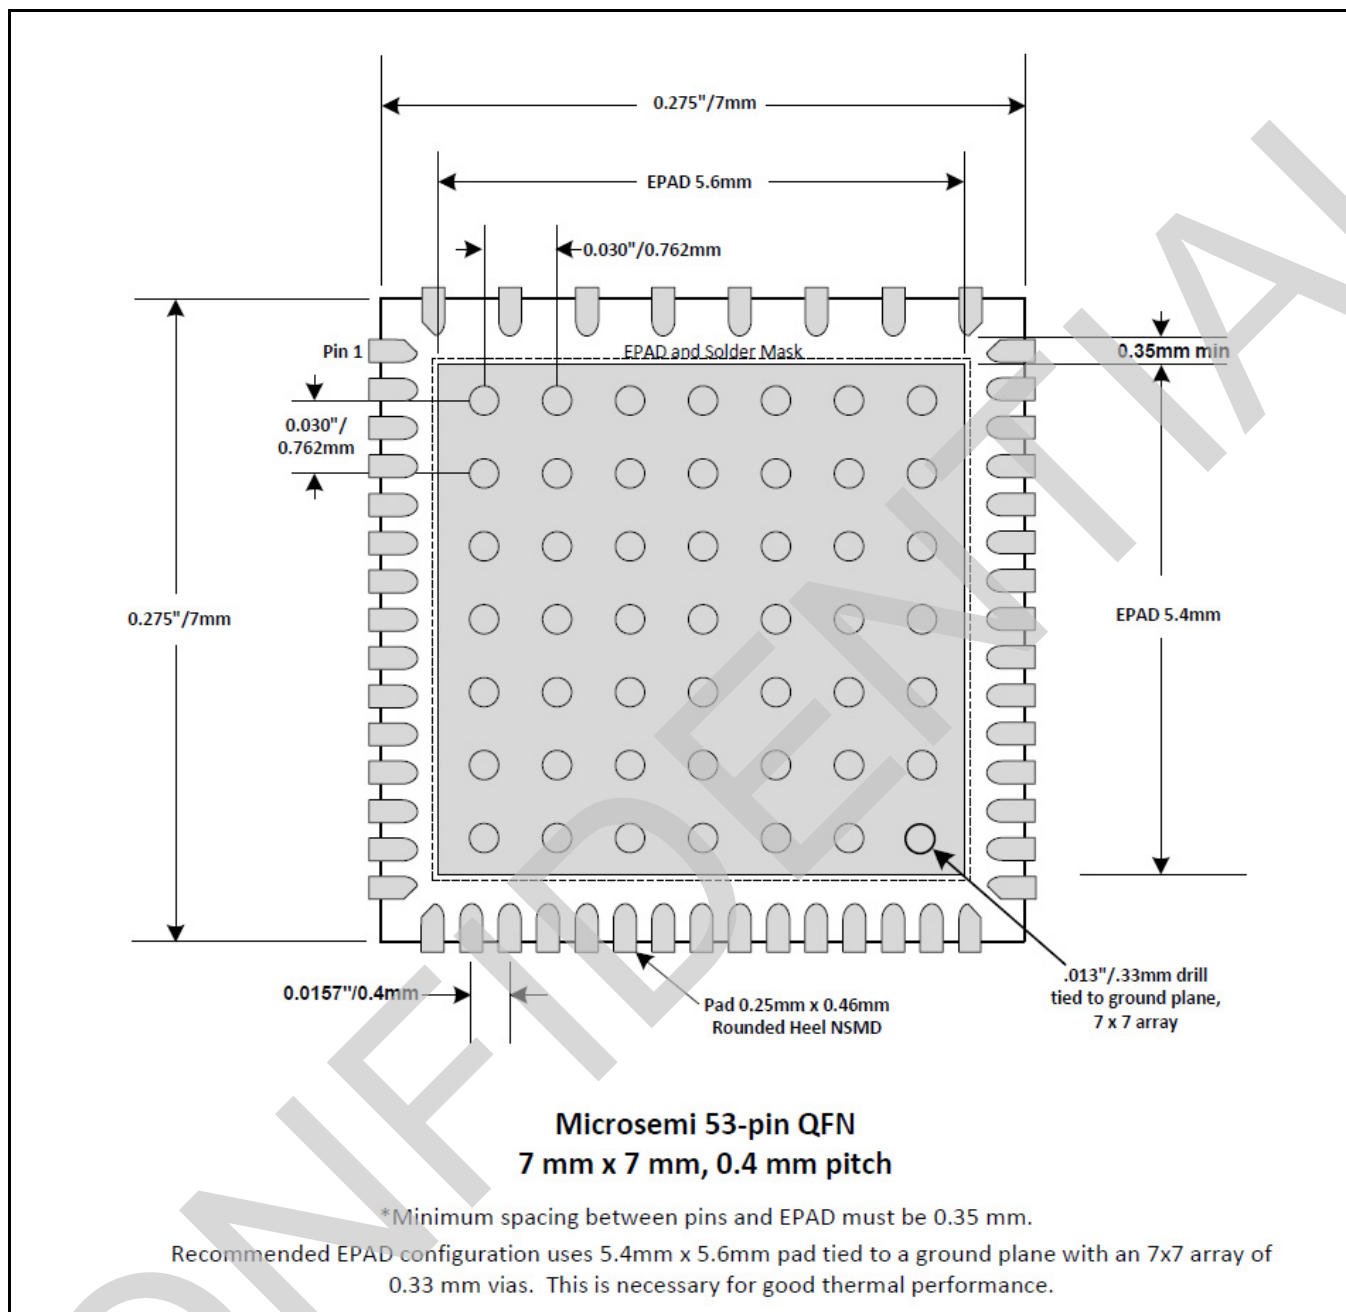 0.275"/7mm
EPAD 5.6mm
0.030"/0.762mm
Pin 1
EPAD and Solder Mask
0.35mm min
0.030"/
0.762mm
0.275"/7mm
EPAD 5.4mm
0.0157"/0.4mm
Pad 0.25mm x 0.46mm
Rounded Heel NSMD
.013"/.33mm drill
tied to ground plane,
7 x 7 array
Microsemi 53-pin QFN
7 mm x 7 mm, 0.4 mm pitch
*Minimum spacing between pins and EPAD must be 0.35 mm.
Recommended EPAD configuration uses 5.4mm x 5.6mm pad tied to a ground plane with an 7x7 array of
0.33 mm vias.  This is necessary for good thermal performance.
ONFIDENTIAL